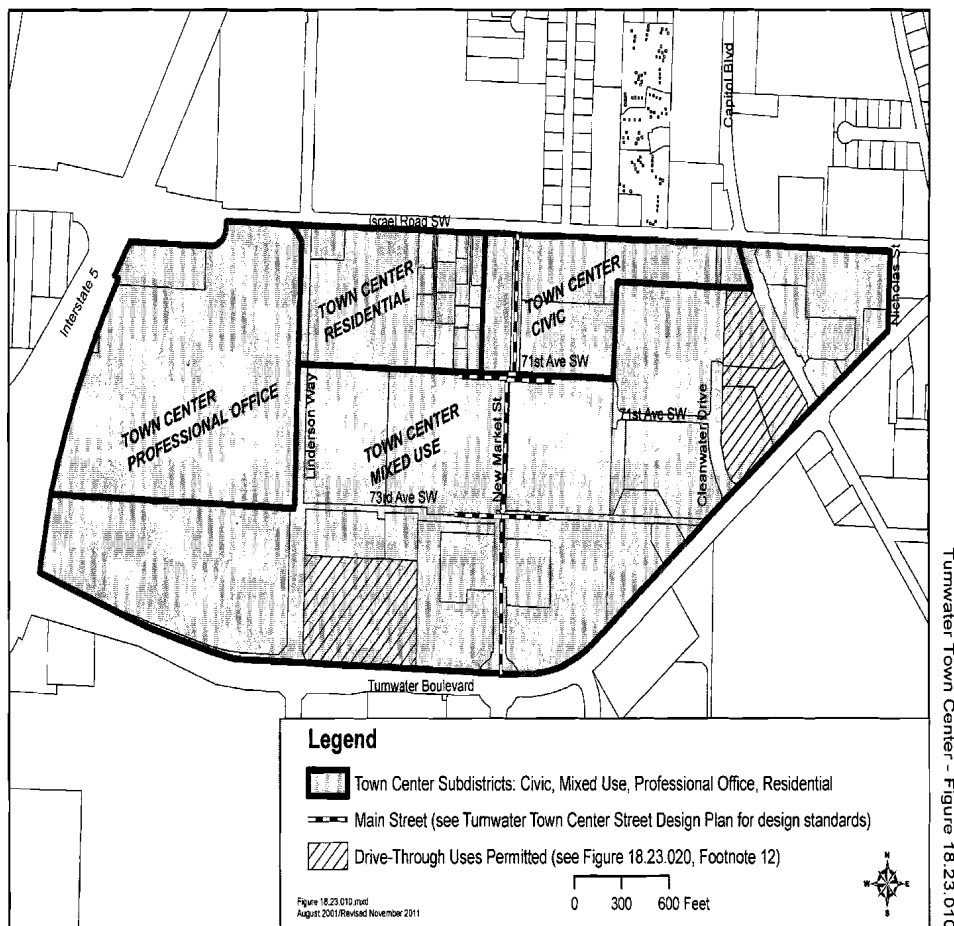 Capitol Blvd
Israel Road SW
Nicholas St
Interstate 5
TOWN CENTER
RESIDENTIAL
TOWN CENTER
CIVIC
71st Ave SW
TOWN CENTER
PROFESSIONAL OFFICE
Linderson Way
TOWN CENTER
MIXED USE
New Market St
71st Ave SW
Cleanwater Drive
73rd Ave SW
Tumwater Boulevard
Legend
Town Center Subdistricts: Civic, Mixed Use, Professional Office, Residential
Main Street (see Tumwater Town Center Street Design Plan for design standards)
Drive-Through Uses Permitted (see Figure 18.23.020, Footnote 12)
Figure 18.23.010.mxd
August 2001/Revised November 2011
0 300 600 Feet
N
W E
S
Tumwater Town Center - Figure 18.23.010